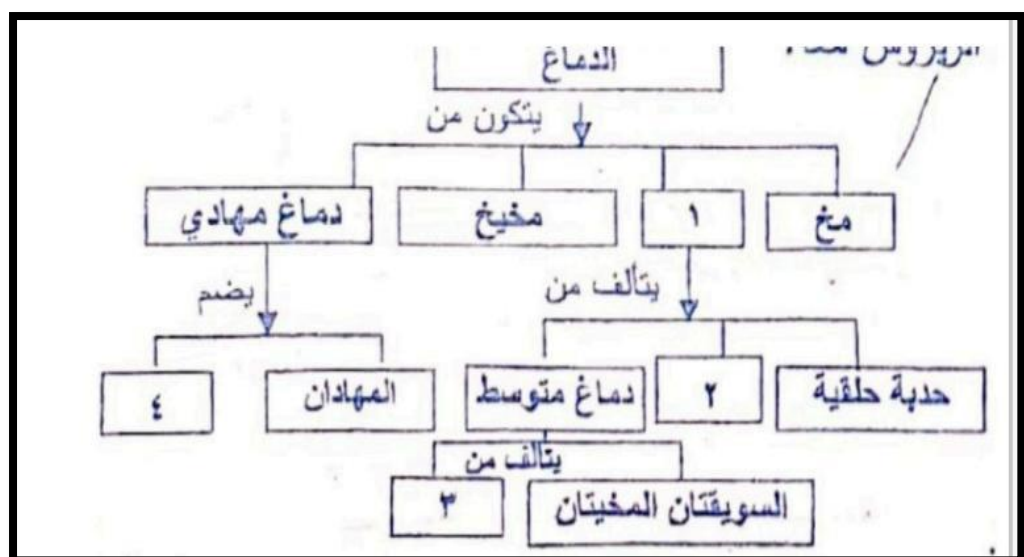 الدماغ
يتكون من
مخ
١
مخيخ
دماغ مهادي
يتألف من
يضم
حدبة حلقية
٢
دماغ متوسط
المهادان
٤
يتألف من
السويقتان المخيتان
٣